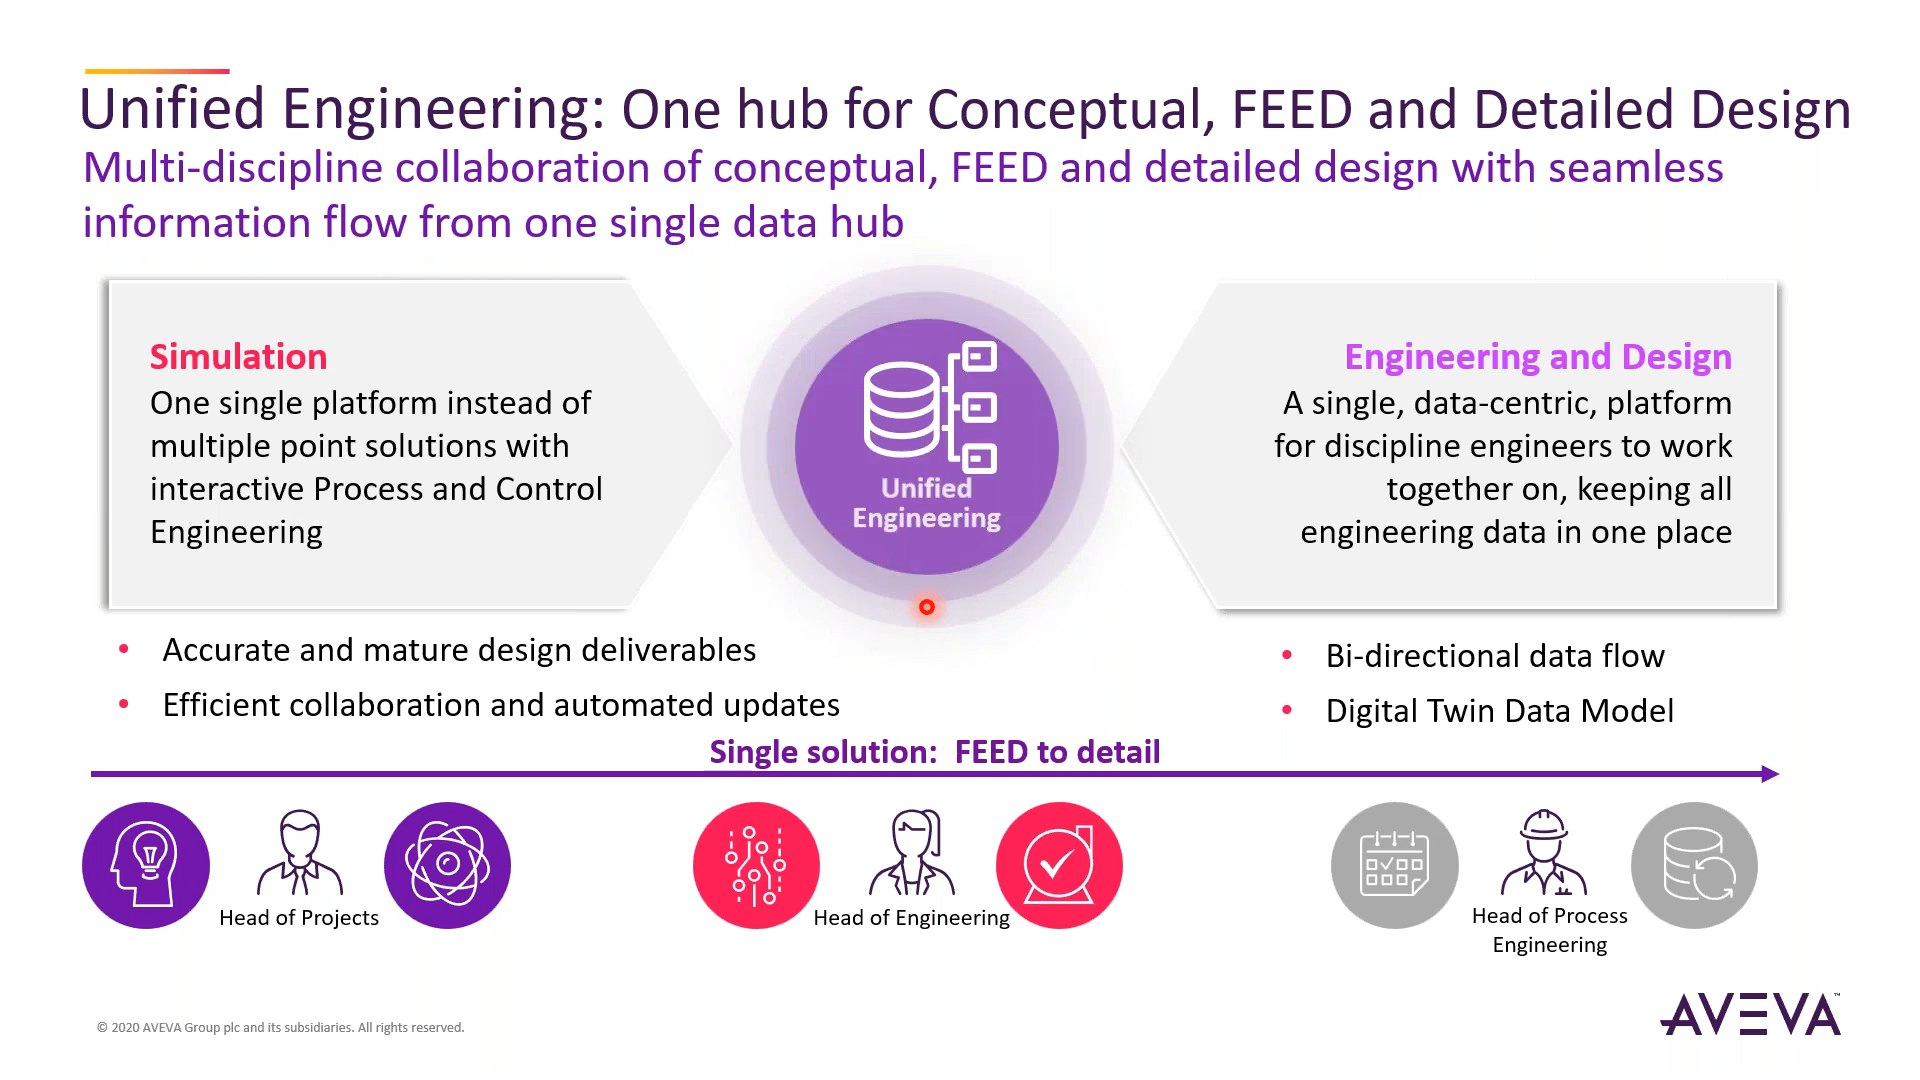 Unified Engineering: One hub for Conceptual, FEED and Detailed Design
Multi-discipline collaboration of conceptual, FEED and detailed design with seamless
information flow from one single data hub
Simulation
One single platform instead of
multiple point solutions with
interactive Process and Control
Engineering
Unified
Engineering
Engineering and Design
A single, data-centric, platform
for discipline engineers to work
together on, keeping all
engineering data in one place
• Accurate and mature design deliverables
• Efficient collaboration and automated updates
• Bi-directional data flow
• Digital Twin Data Model
Single solution:  FEED to detail
Head of Projects
Head of Engineering
Head of Process
Engineering
© 2020 AVEVA Group plc and its subsidiaries. All rights reserved.
AVEVA™